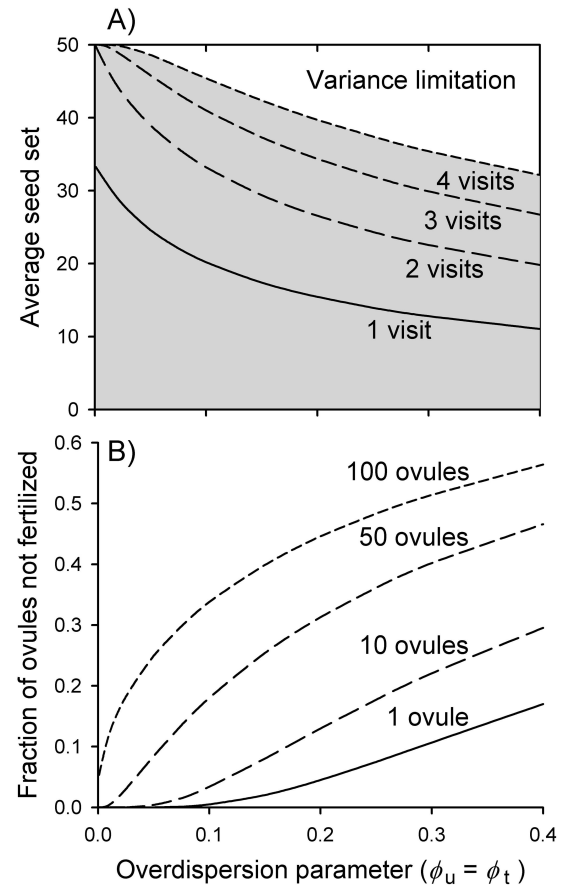 A)
50
Variance limitation
40
30
20
10
0
Average seed set
4 visits
3 visits
2 visits
1 visit
B)
0.6
0.5
0.4
0.3
0.2
0.1
0.0
Fraction of ovules not fertilized
100 ovules
50 ovules
10 ovules
1 ovule
0.0 0.1 0.2 0.3 0.4
Overdispersion parameter (ϕu = ϕt )